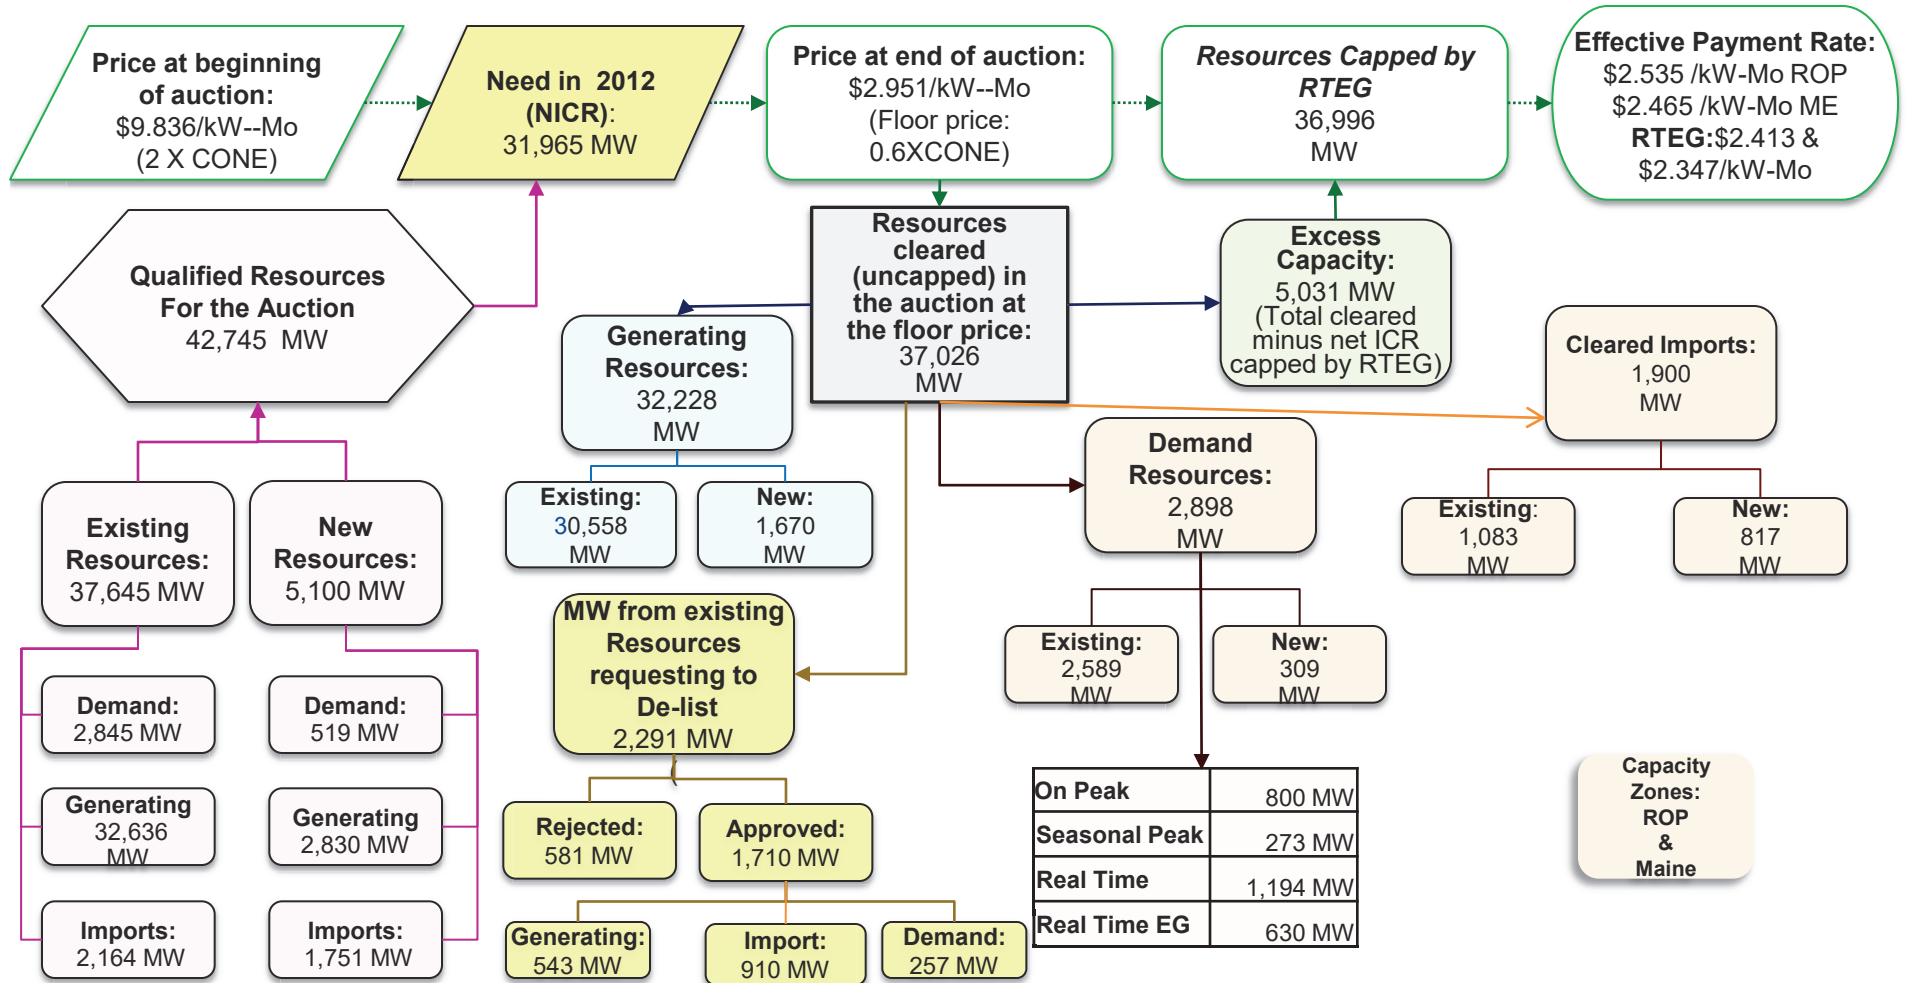 Price at beginning
of auction:
$9.836/kW--Mo
(2 X CONE)
Need in  2012
(NICR):
31,965 MW
Price at end of auction:
$2.951/kW--Mo
(Floor price:
0.6XCONE)
Resources Capped by
RTEG
36,996
MW
Effective Payment Rate:
$2.535 /kW-Mo ROP
$2.465 /kW-Mo ME
RTEG:$2.413 &
$2.347/kW-Mo
Qualified Resources
For the Auction
42,745  MW
Resources
cleared
(uncapped) in
the auction at
the floor price:
37,026
MW
Excess
Capacity:
5,031 MW
(Total cleared
minus net ICR
capped by RTEG)
Generating
Resources:
32,228
MW
Cleared Imports:
1,900
MW
Existing:
30,558
MW
New:
1,670
MW
Demand
Resources:
2,898
MW
Existing:
1,083
MW
New:
817
MW
Existing
Resources:
37,645 MW
New
Resources:
5,100 MW
MW from existing
Resources
requesting to
De-list
2,291 MW
(
Existing:
2,589
MW
New:
309
MW
Demand:
2,845 MW
Demand:
519 MW
Generating
32,636
MW
Generating
2,830 MW
Imports:
2,164 MW
Imports:
1,751 MW
Rejected:
581 MW
Approved:
1,710 MW
Generating:
543 MW
Import:
910 MW
Demand:
257 MW
On Peak 800 MW
Seasonal Peak 273 MW
Real Time 1,194 MW
Real Time EG 630 MW
Capacity
Zones:
ROP
&
Maine